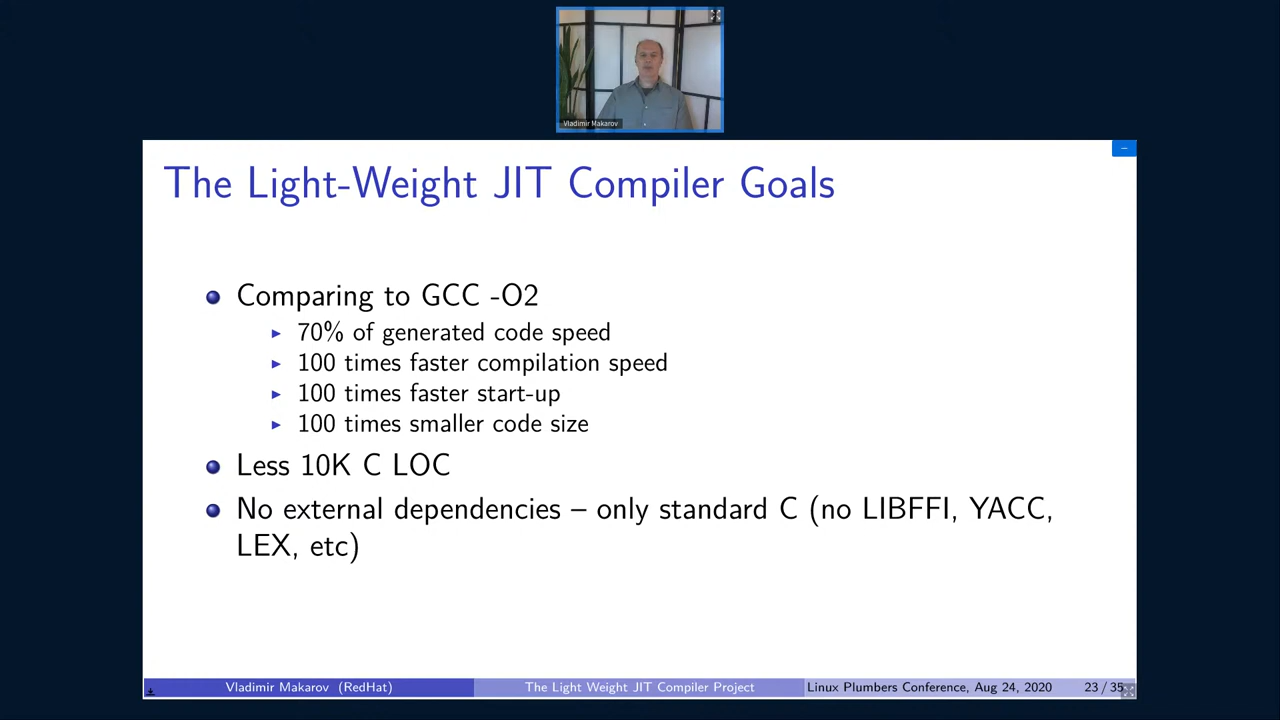 Vladimir Makarov
The Light-Weight JIT Compiler Goals
Comparing to GCC -O2
70% of generated code speed
100 times faster compilation speed
100 times faster start-up
100 times smaller code size
Less 10K C LOC
No external dependencies – only standard C (no LIBFFI, YACC,
LEX, etc)
Vladimir Makarov (RedHat) The Light Weight JIT Compiler Project Linux Plumbers Conference, Aug 24, 2020 23 / 35